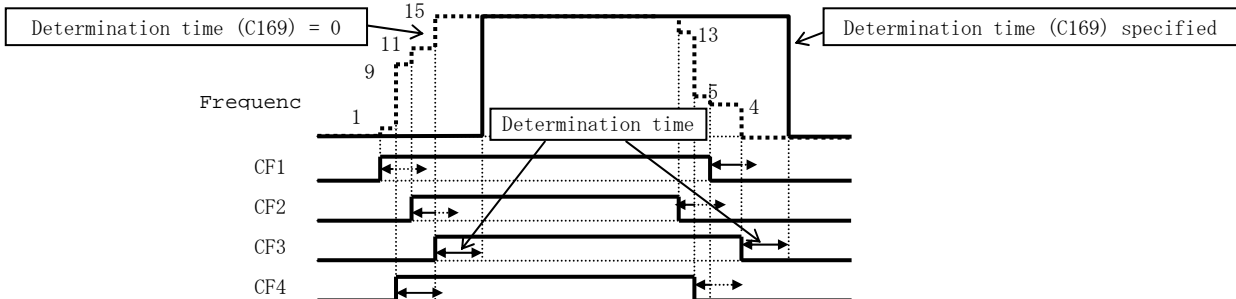 Determination time (C169) = 0
15
Determination time (C169) specified
11
13
9
5
4
Frequenc
1
Determination time
CF1
CF2
CF3
CF4